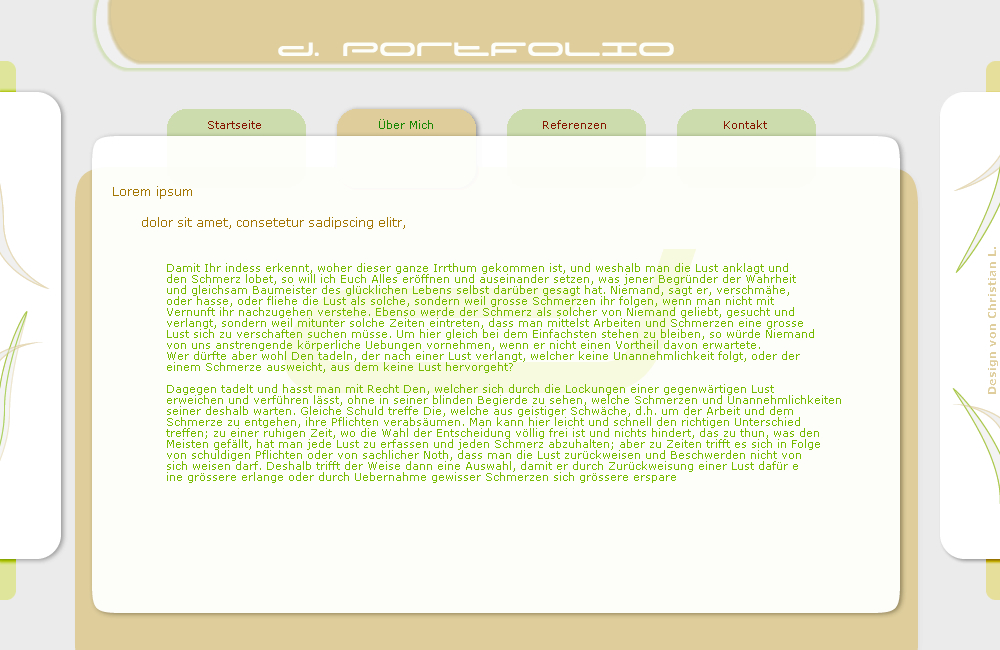 d. PORTFOLIO
Startseite Über Mich Referenzen Kontakt
Lorem ipsum
dolor sit amet, consetetur sadipscing elitr,
Damit Ihr indess erkennt, woher dieser ganze Irrthum gekommen ist, und weshalb man die Lust anklagt und
den Schmerz lobet, so will ich Euch Alles eröffnen und auseinander setzen, was jener Begründer der Wahrheit
und gleichsam Baumeister des glücklichen Lebens selbst darüber gesagt hat. Niemand, sagt er, verschmähe,
oder hasse, oder fliehe die Lust als solche, sondern weil grosse Schmerzen ihr folgen, wenn man nicht mit
Vernunft ihr nachzugehen verstehe. Ebenso werde der Schmerz als solcher von Niemand geliebt, gesucht und
verlangt, sondern weil mitunter solche Zeiten eintreten, dass man mittelst Arbeiten und Schmerzen eine grosse
Lust sich zu verschaften suchen müsse. Um hier gleich bei dem Einfachsten stehen zu bleiben, so würde Niemand
von uns anstrengende körperliche Uebungen vornehmen, wenn er nicht einen Vortheil davon erwartete.
Wer dürfte aber wohl Den tadeln, der nach einer Lust verlangt, welcher keine Unannehmlichkeit folgt, oder der
einem Schmerze ausweicht, aus dem keine Lust hervorgeht?
Dagegen tadelt und hasst man mit Recht Den, welcher sich durch die Lockungen einer gegenwärtigen Lust
erweichen und verführen lässt, ohne in seiner blinden Begierde zu sehen, welche Schmerzen und Unannehmlichkeiten
seiner deshalb warten. Gleiche Schuld treffe Die, welche aus geistiger Schwäche, d.h. um der Arbeit und dem
Schmerze zu entgehen, ihre Pflichten verabsäumen. Man kann hier leicht und schnell den richtigen Unterschied
treffen; zu einer ruhigen Zeit, wo die Wahl der Entscheidung völlig frei ist und nichts hindert, das zu thun, was den
Meisten gefällt, hat man jede Lust zu erfassen und jeden Schmerz abzuhalten; aber zu Zeiten trifft es sich in Folge
von schuldigen Pflichten oder von sachlicher Noth, dass man die Lust zurückweisen und Beschwerden nicht von
sich weisen darf. Deshalb trifft der Weise dann eine Auswahl, damit er durch Zurückweisung einer Lust dafür e
ine grössere erlange oder durch Uebernahme gewisser Schmerzen sich grössere erspare
Design von Christian L.